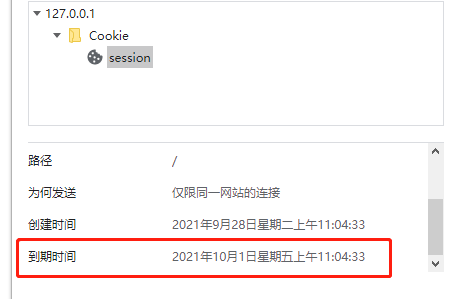 127.0.0.1
Cookie
session
路径 /
为何发送 仅限同一网站的连接
创建时间 2021年9月28日星期二上午11:04:33
到期时间 2021年10月1日星期五上午11:04:33